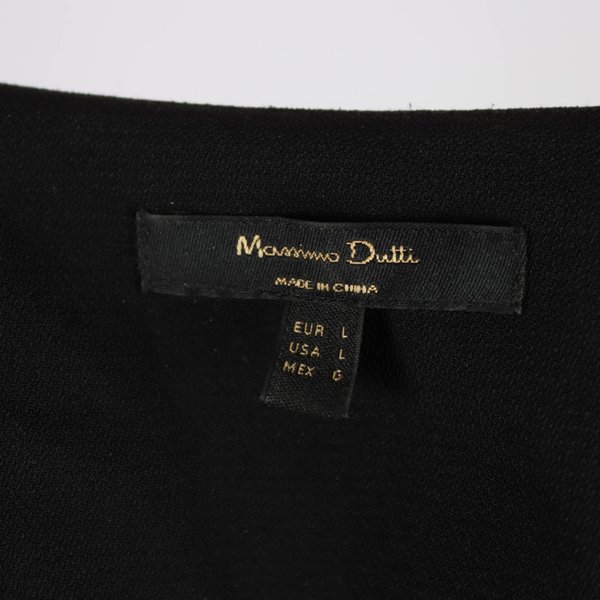 Massimo Dutti
MADE IN CHINA
EUR L
USA L
MEX G